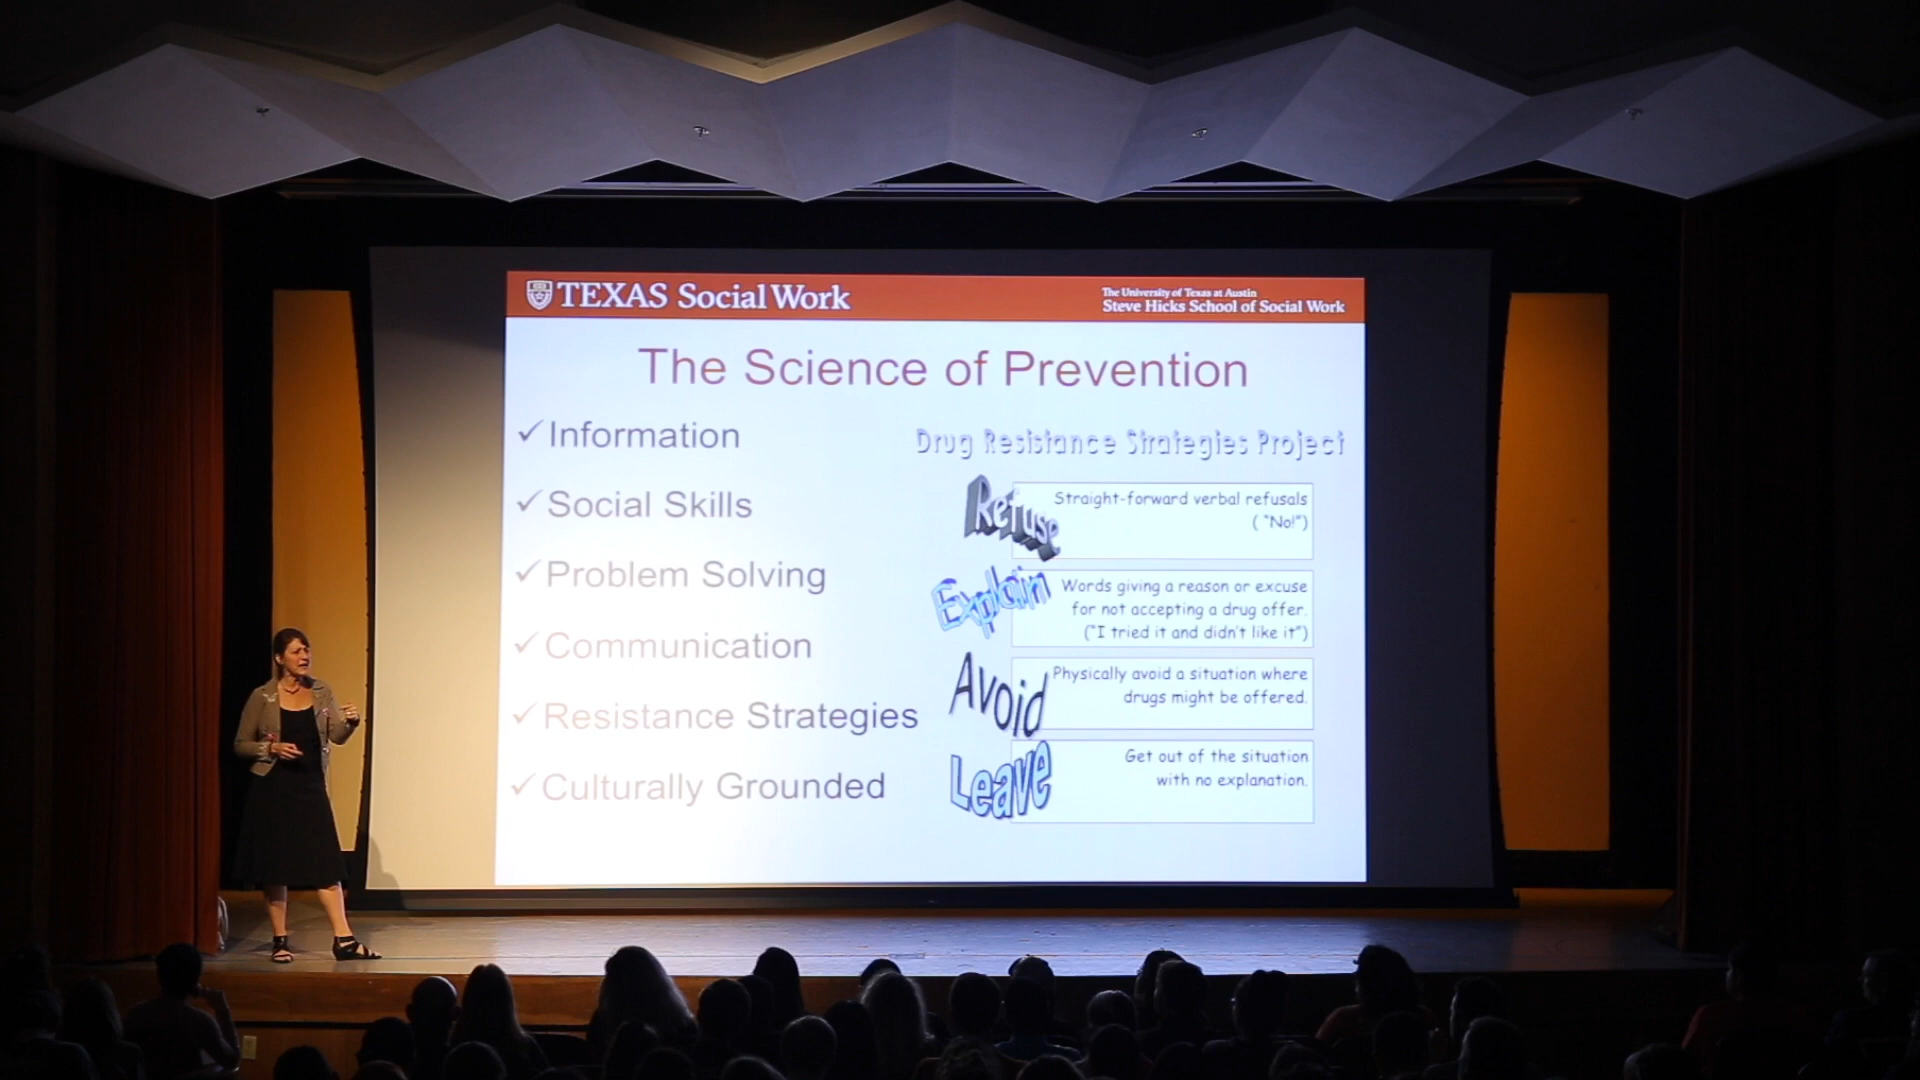 TEXAS Social Work
The University of Texas at Austin
Steve Hicks School of Social Work
The Science of Prevention
✓Information
✓Social Skills
✓Problem Solving
✓Communication
✓Resistance Strategies
✓Culturally Grounded
Drug Resistance Strategies Project
Refuse
Straight-forward verbal refusals
( "No!")
Explain
Words giving a reason or excuse
for not accepting a drug offer.
("I tried it and didn't like it")
Avoid
Physically avoid a situation where
drugs might be offered.
Leave
Get out of the situation
with no explanation.